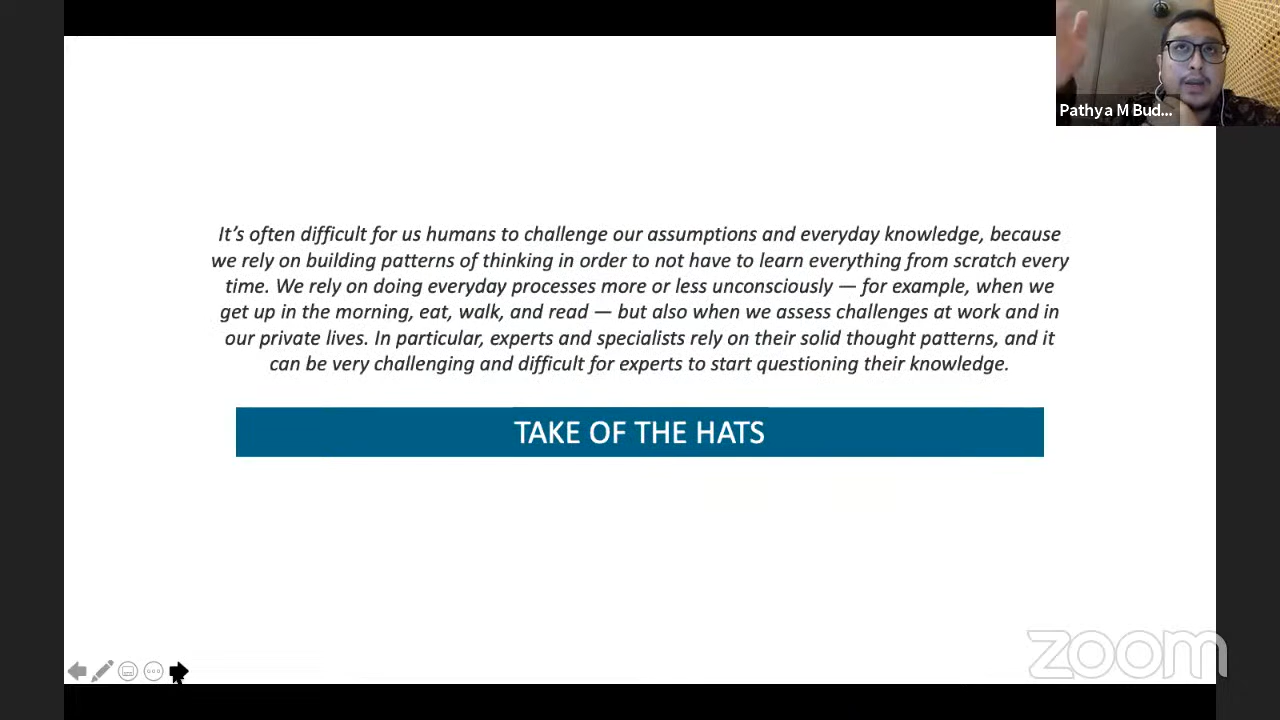 Pathya M Bud...
It's often difficult for us humans to challenge our assumptions and everyday knowledge, because
we rely on building patterns of thinking in order to not have to learn everything from scratch every
time. We rely on doing everyday processes more or less unconsciously — for example, when we
get up in the morning, eat, walk, and read — but also when we assess challenges at work and in
our private lives. In particular, experts and specialists rely on their solid thought patterns, and it
can be very challenging and difficult for experts to start questioning their knowledge.
TAKE OF THE HATS
zoom